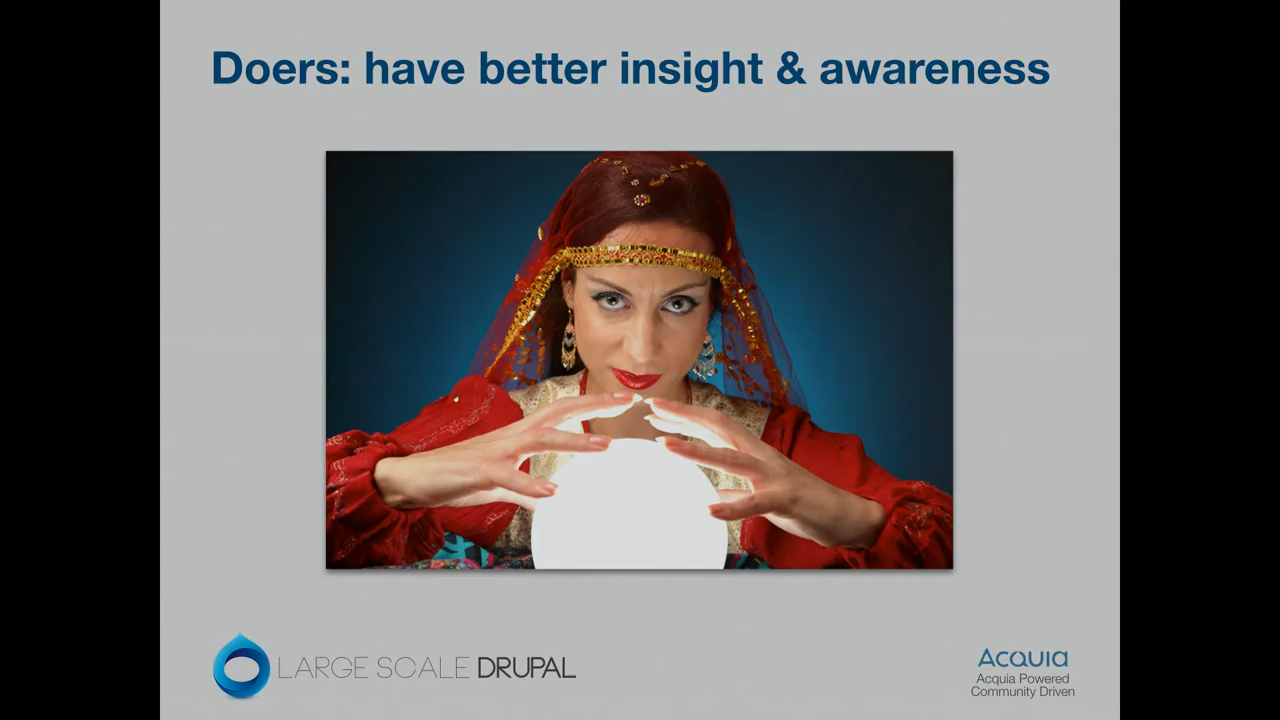 Doers: have better insight & awareness
LARGE SCALE DRUPAL
Acquia
Acquia Powered
Community Driven